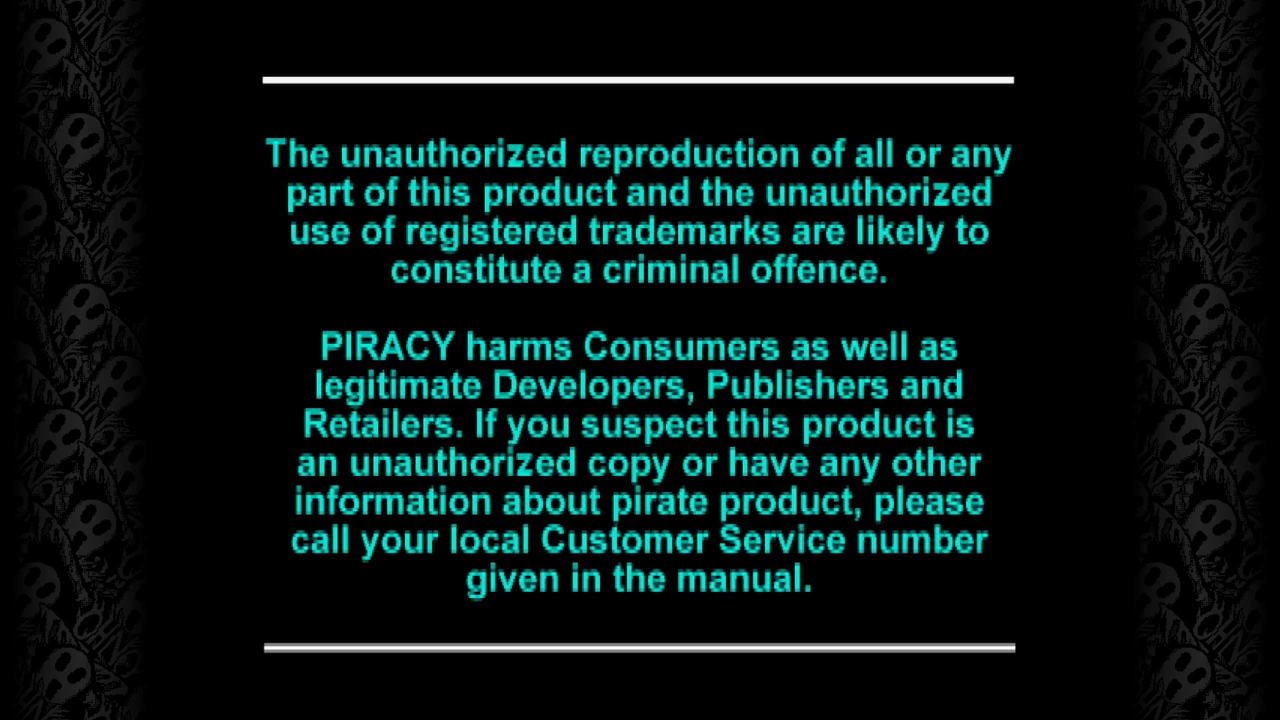 The unauthorized reproduction of all or any
part of this product and the unauthorized
use of registered trademarks are likely to
constitute a criminal offence.
PIRACY harms Consumers as well as
legitimate Developers, Publishers and
Retailers. If you suspect this product is
an unauthorized copy or have any other
information about pirate product, please
call your local Customer Service number
given in the manual.